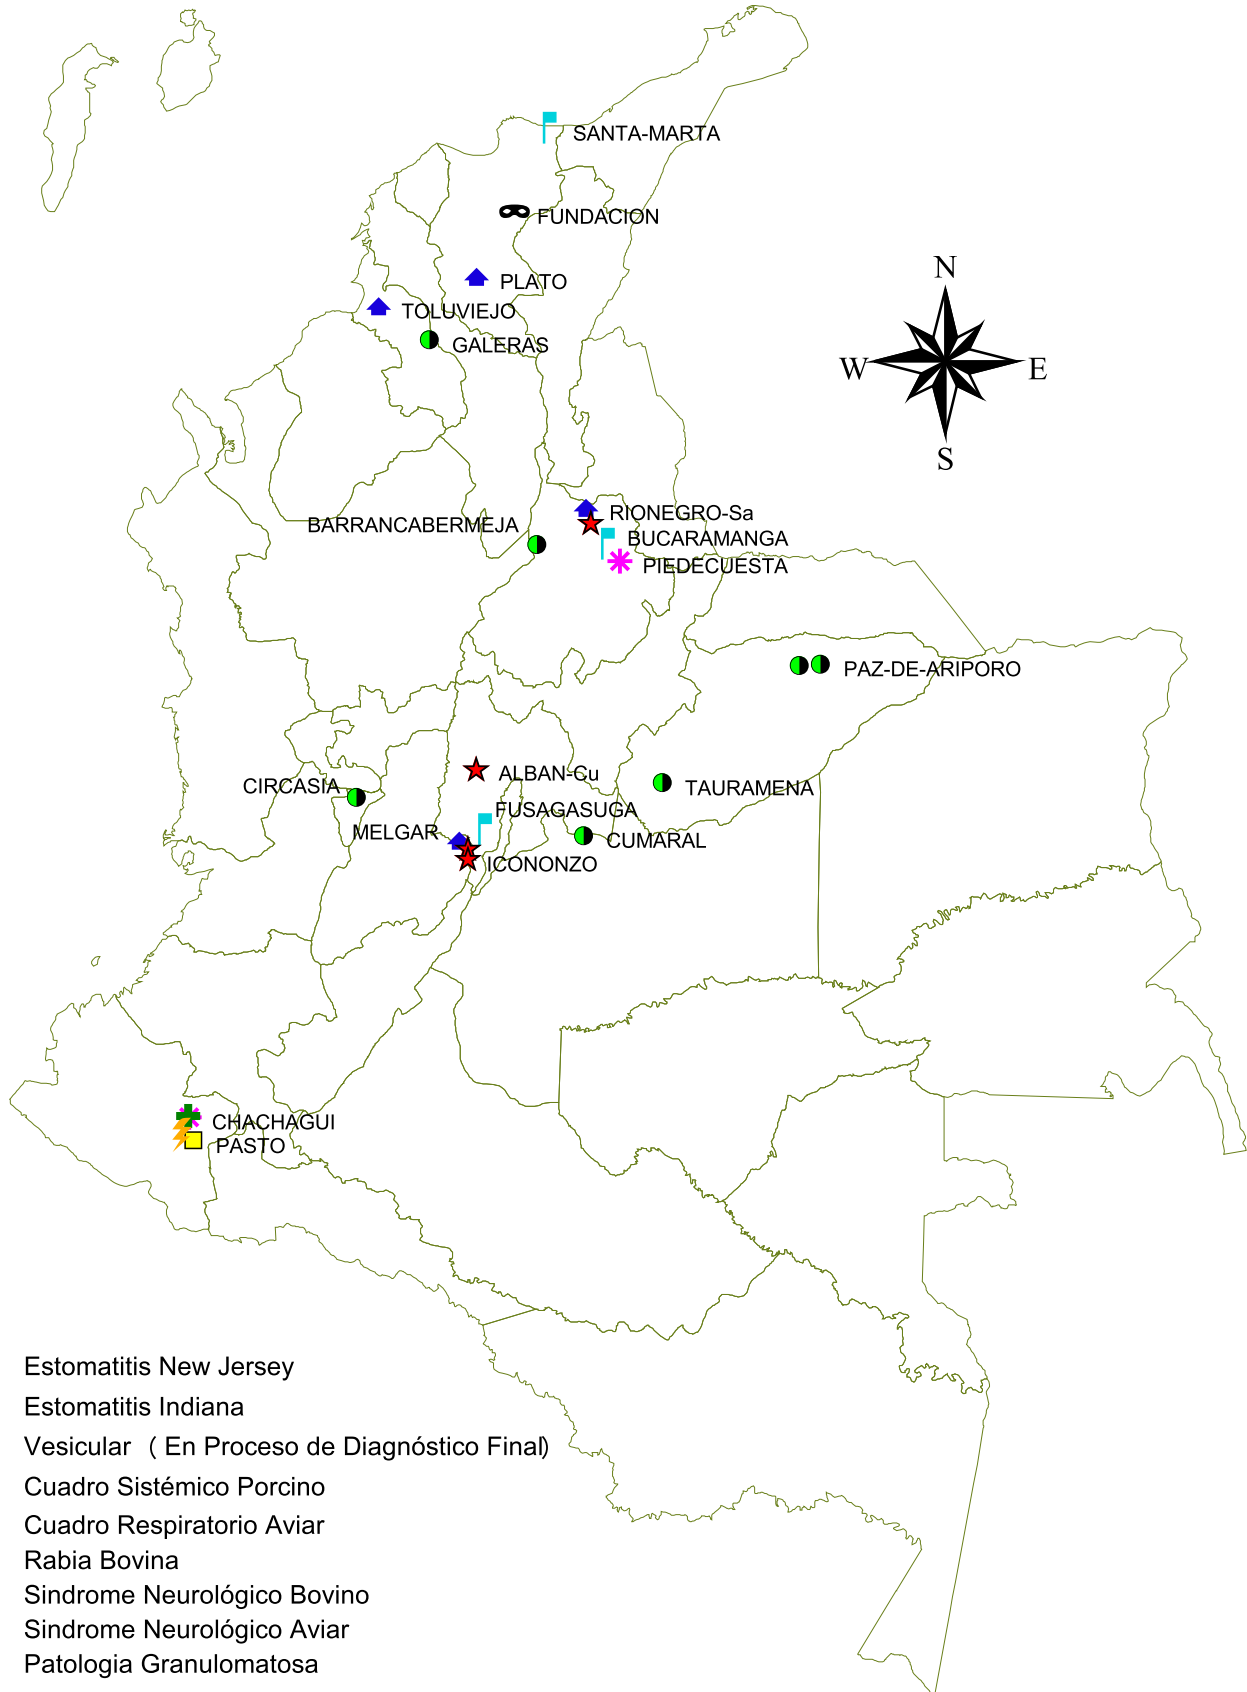 SANTA-MARTA
FUNDACION
N
PLATO
TOLUVIEJO
GALERAS
W
E
S
RIONEGRO-Sa
BARRANCABERMEJA
BUCARAMANGA
PIEDECUESTA
PAZ-DE-ARIPORO
ALBAN-Cu
CIRCASIA
TAURAMENA
FUSAGASUGA
MELGAR
CUMARAL
ICONONZO
CHACHAGUI
PASTO
Estomatitis New Jersey
Estomatitis Indiana
Vesicular ( En Proceso de Diagnóstico Final)
Cuadro Sistémico Porcino
Cuadro Respiratorio Aviar
Rabia Bovina
Sindrome Neurológico Bovino
Sindrome Neurológico Aviar
Patologia Granulomatosa